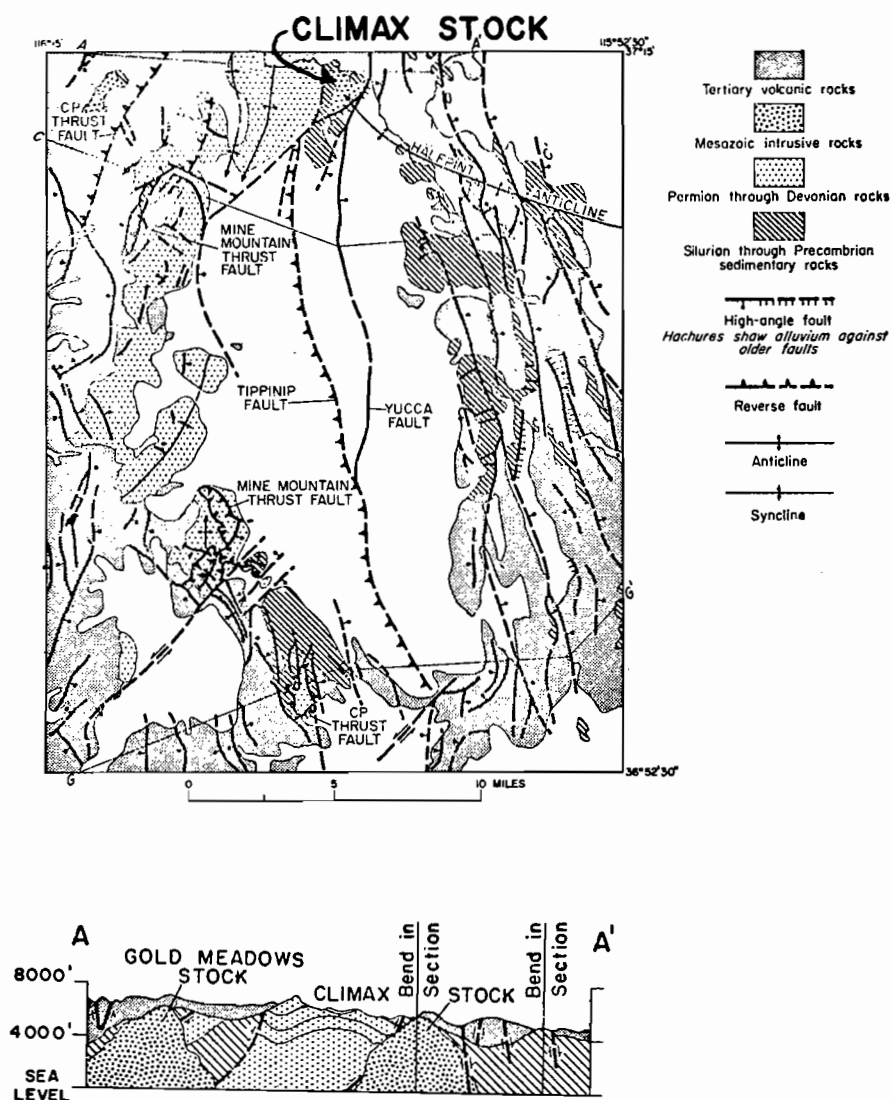 CLIMAX STOCK
116°15'
A
A'
115°52'30"
37°15'
CP
THRUST
FAULT
C
HALFPINT
ANTICLINE
C'
MINE
MOUNTAIN
THRUST
FAULT
TIPPINIP
FAULT
YUCCA
FAULT
MINE MOUNTAIN
THRUST FAULT
CP
THRUST
FAULT
G'
G
36°52'30"
0
5
10 MILES
Tertiary volcanic rocks
Mesozoic intrusive rocks
Permian through Devonian rocks
Silurian through Precambrian
sedimentary rocks
High-angle fault
Hachures shaw alluvium against
older faults
Reverse fault
Anticline
Syncline
A
A'
GOLD MEADOWS
STOCK
CLIMAX
Bend in
Section
STOCK
Bend in
Section
8000'
4000'
SEA
LEVEL